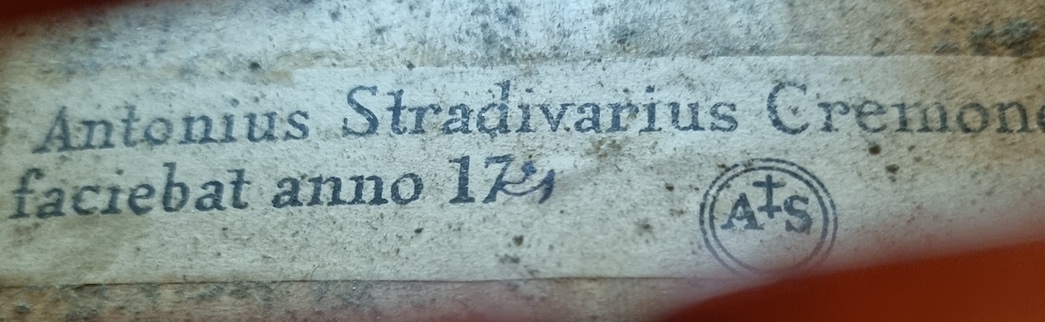 Antonius Stradivarius Cremone
faciebat anno 17
A S